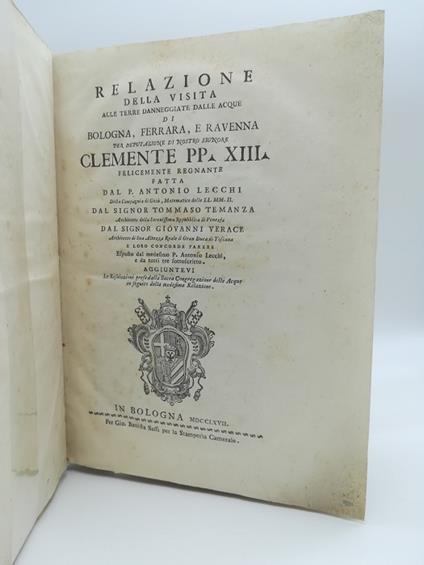 RELAZIONE
DELLA VISITA
ALLE TERRE DANNEGGIATE DALLE ACQUE
DI
BOLOGNA, FERRARA, E RAVENNA
PER DEPUTAZIONE DI NOSTRO SIGNORE
CLEMENTE PP. XIII.
FELICEMENTE REGNANTE
FATTA
DAL P. ANTONIO LECCHI
Della Compagnia di Gesù, Matematico delle LL. MM. II.
DAL SIGNOR TOMMASO TEMANZA
Architetto della Serenissima Repubblica di Venezia
DAL SIGNOR GIOVANNI VERACE
Architetto di Sua Altezza Reale il Gran Duca di Toscana
E LORO CONCORDE PARERE
Esposto dal medesimo P. Antonio Lecchi,
e da tutti tre sottoscritto.
AGGIUNTEVI
Le Risoluzioni prese dalla Sacra Congregazione delle Acque
in seguito della medesima Relazione.
IN BOLOGNA MDCCLXVII.
Per Gio. Battista Sassi per la Stamperia Camerale.